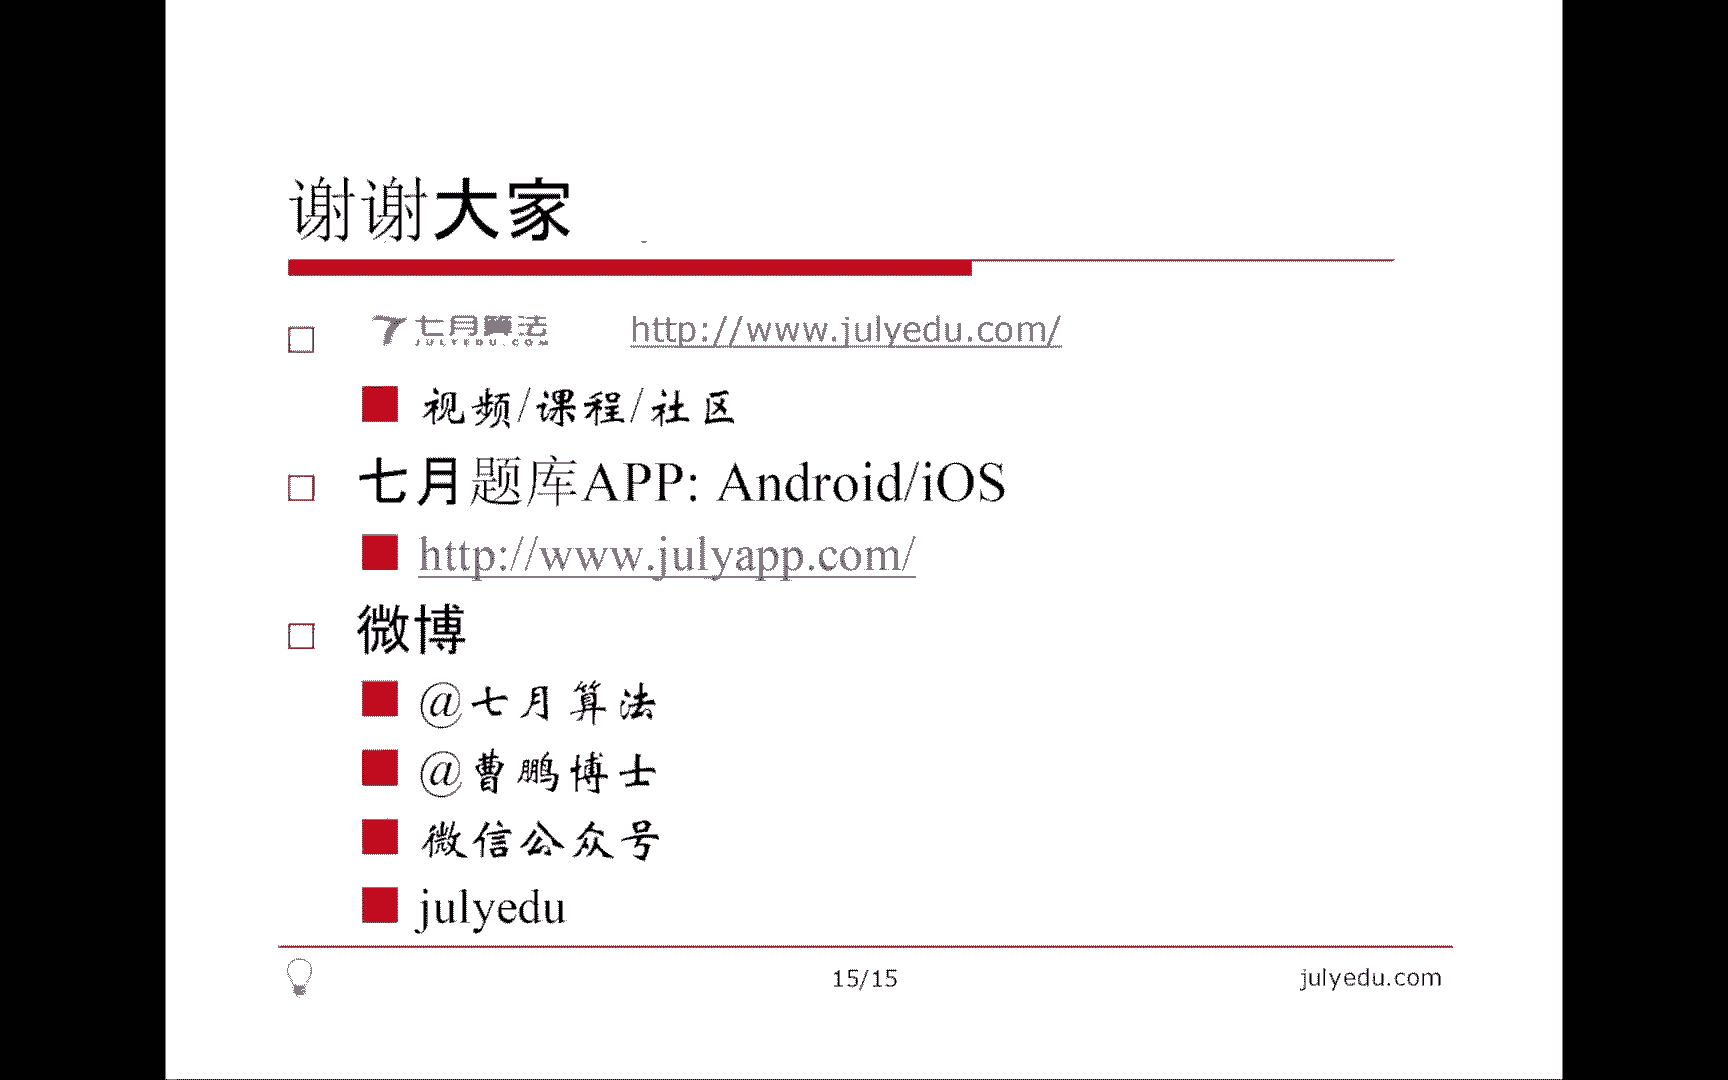 谢谢大家
七月算法 JULYEDU.COM http://www.julyedu.com/
视频/课程/社区
七月题库APP: Android/iOS
http://www.julyapp.com/
微博
@七月算法
@曹鹏博士
微信公众号
julyedu
15/15 julyedu.com